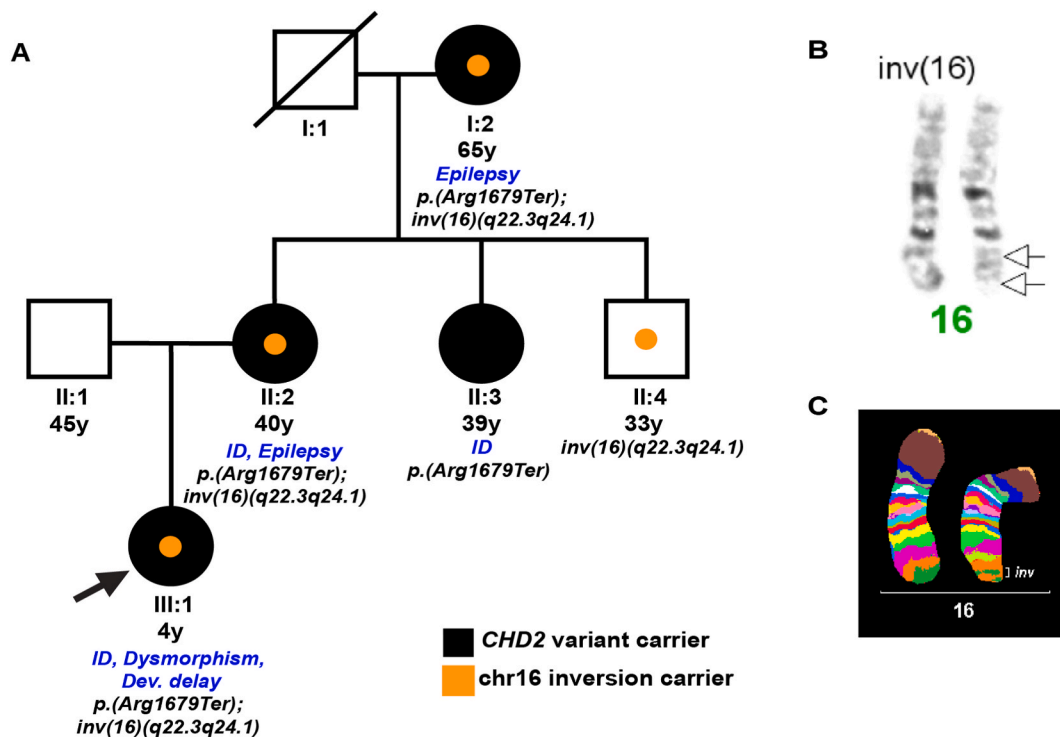 A
I:1
I:2
65y
Epilepsy
p.(Arg1679Ter);
inv(16)(q22.3q24.1)
II:1
45y
II:2
40y
ID, Epilepsy
p.(Arg1679Ter);
inv(16)(q22.3q24.1)
II:3
39y
ID
p.(Arg1679Ter)
II:4
33y
inv(16)(q22.3q24.1)
III:1
4y
ID, Dysmorphism,
Dev. delay
p.(Arg1679Ter);
inv(16)(q22.3q24.1)
CHD2 variant carrier
chr16 inversion carrier
B
inv(16)
16
C
inv
16